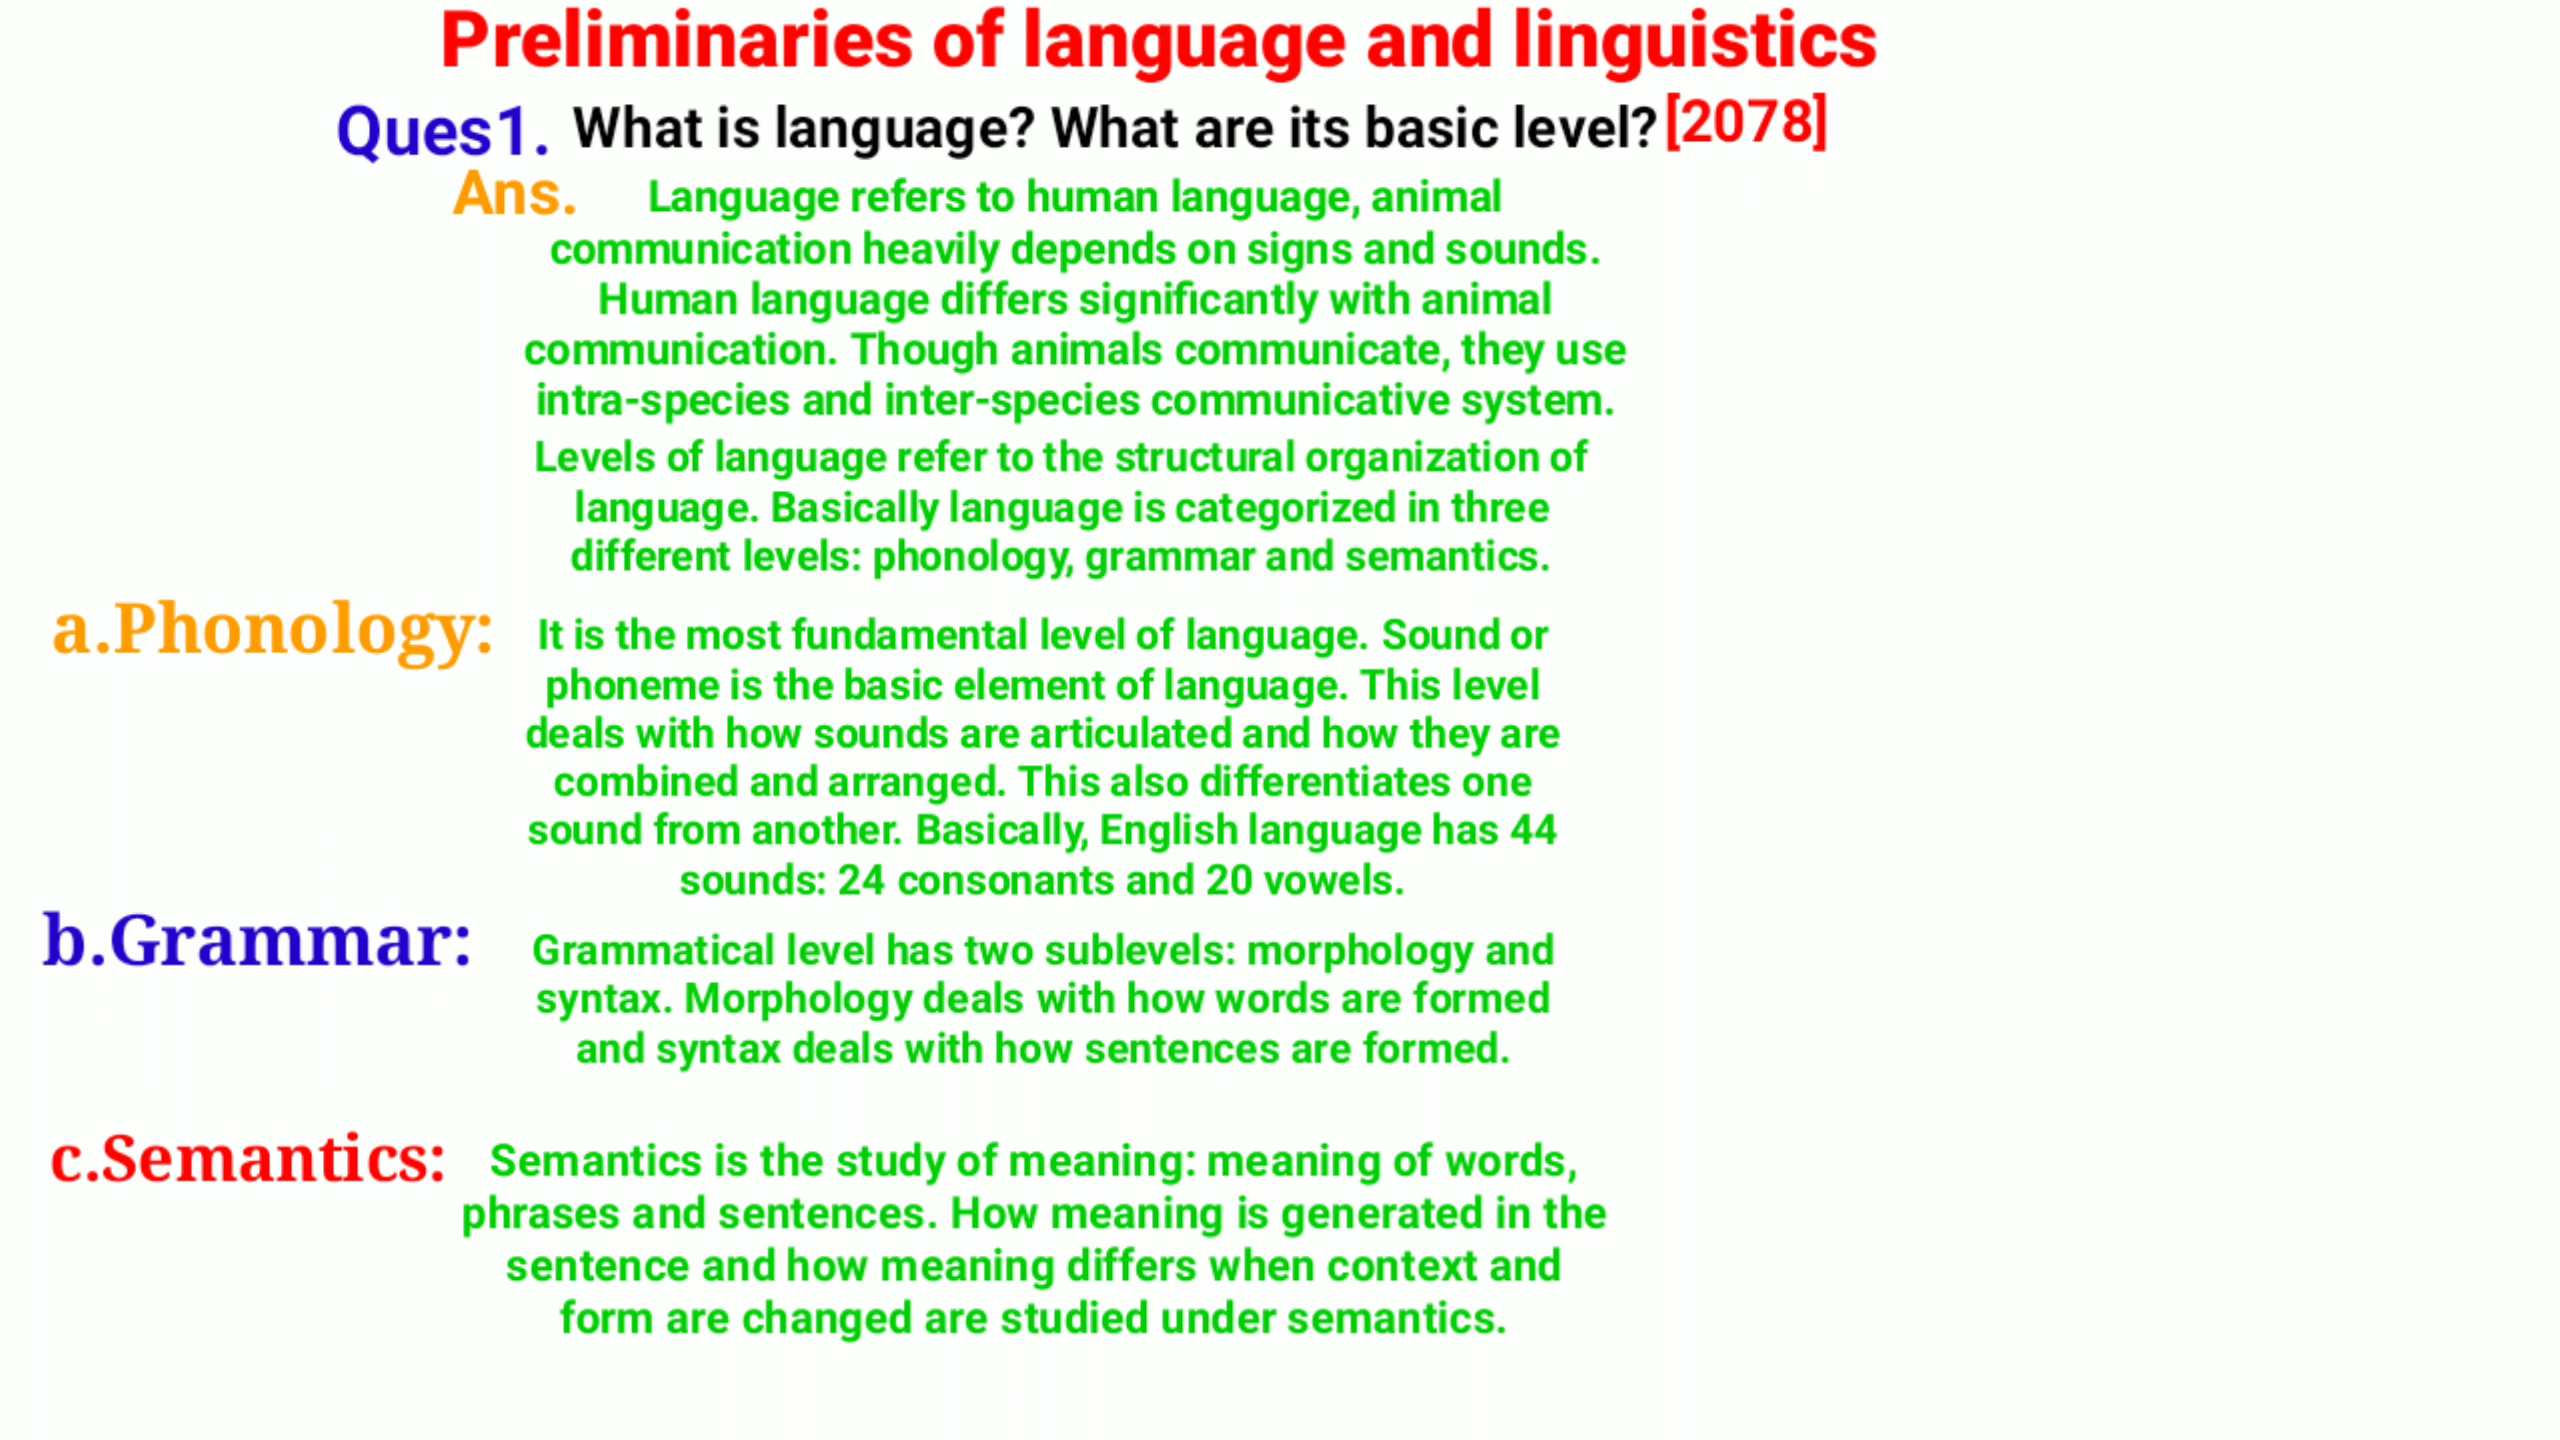 Preliminaries of language and linguistics
Ques1. What is language? What are its basic level? [2078]
Ans. Language refers to human language, animal
communication heavily depends on signs and sounds.
Human language differs significantly with animal
communication. Though animals communicate, they use
intra-species and inter-species communicative system.
Levels of language refer to the structural organization of
language. Basically language is categorized in three
different levels: phonology, grammar and semantics.
a.Phonology: It is the most fundamental level of language. Sound or
phoneme is the basic element of language. This level
deals with how sounds are articulated and how they are
combined and arranged. This also differentiates one
sound from another. Basically, English language has 44
sounds: 24 consonants and 20 vowels.
b.Grammar: Grammatical level has two sublevels: morphology and
syntax. Morphology deals with how words are formed
and syntax deals with how sentences are formed.
c.Semantics: Semantics is the study of meaning: meaning of words,
phrases and sentences. How meaning is generated in the
sentence and how meaning differs when context and
form are changed are studied under semantics.